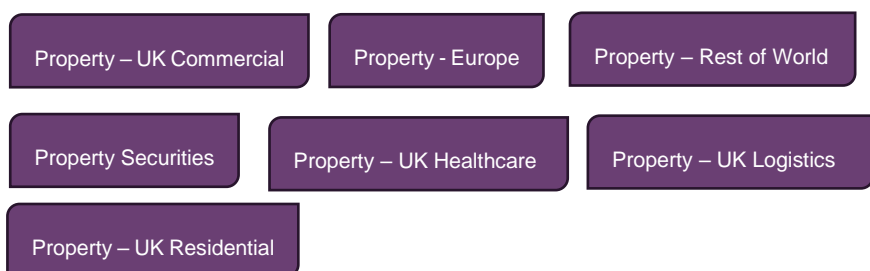 Property – UK Commercial
Property - Europe
Property – Rest of World
Property Securities
Property – UK Healthcare
Property – UK Logistics
Property – UK Residential